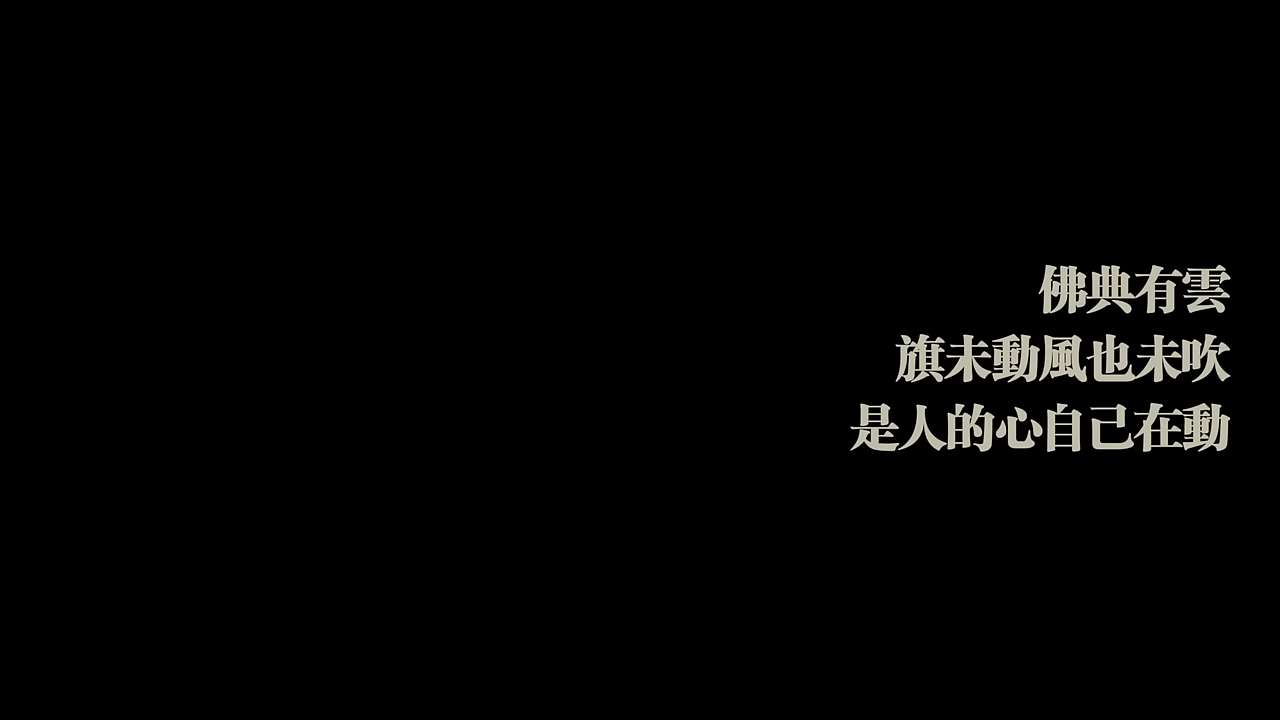 佛典有雲
旗未動風也未吹
是人的心自己在動